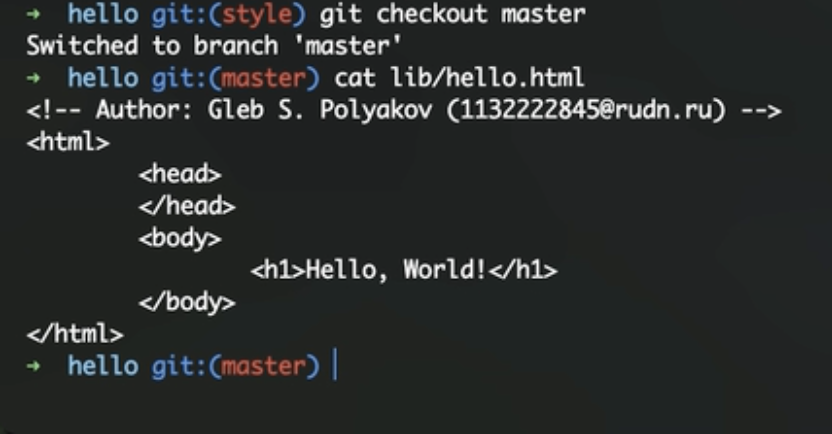 →  hello git:(style) git checkout master
Switched to branch 'master'
→  hello git:(master) cat lib/hello.html
<!-- Author: Gleb S. Polyakov (1132222845@rudn.ru) -->
<html>
        <head>
        </head>
        <body>
                <h1>Hello, World!</h1>
        </body>
</html>
→  hello git:(master)